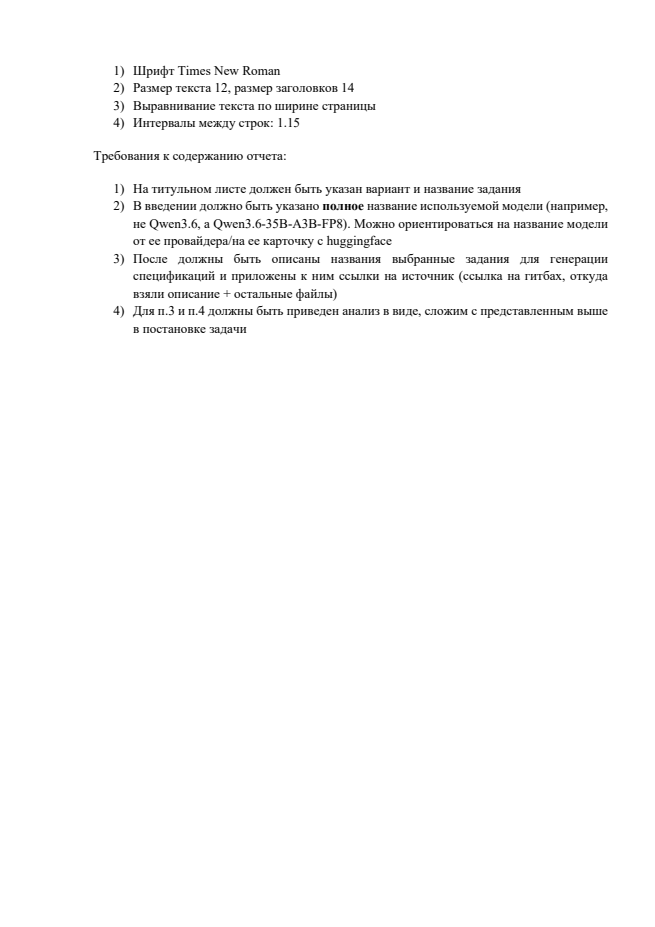 1) Шрифт Times New Roman
2) Размер текста 12, размер заголовков 14
3) Выравнивание текста по ширине страницы
4) Интервалы между строк: 1.15
Требования к содержанию отчета:
1) На титульном листе должен быть указан вариант и название задания
2) В введении должно быть указано полное название используемой модели (например,
не Qwen3.6, а Qwen3.6-35B-A3B-FP8). Можно ориентироваться на название модели
от ее провайдера/на ее карточку с huggingface
3) После должны быть описаны названия выбранные задания для генерации
спецификаций и приложены к ним ссылки на источник (ссылка на гитбах, откуда
взяли описание + остальные файлы)
4) Для п.3 и п.4 должны быть приведен анализ в виде, сложим с представленным выше
в постановке задачи